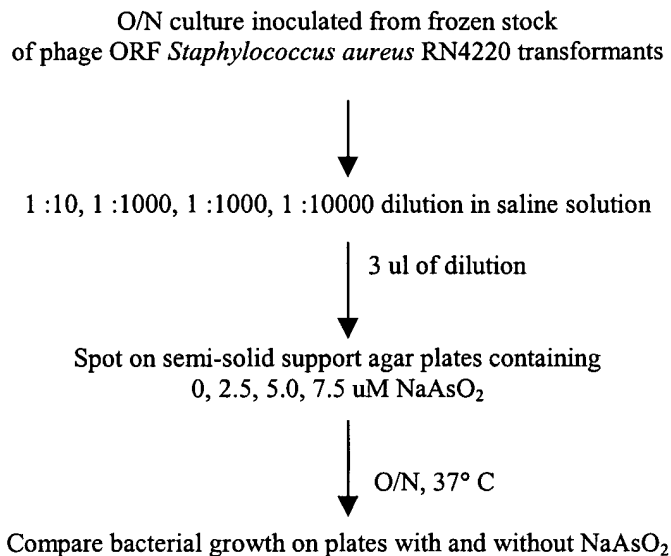 O/N culture inoculated from frozen stock
of phage ORF Staphylococcus aureus RN4220 transformants
1 :10, 1 :1000, 1 :1000, 1 :10000 dilution in saline solution
3 ul of dilution
Spot on semi-solid support agar plates containing
0, 2.5, 5.0, 7.5 uM NaAsO₂
O/N, 37° C
Compare bacterial growth on plates with and without NaAsO₂